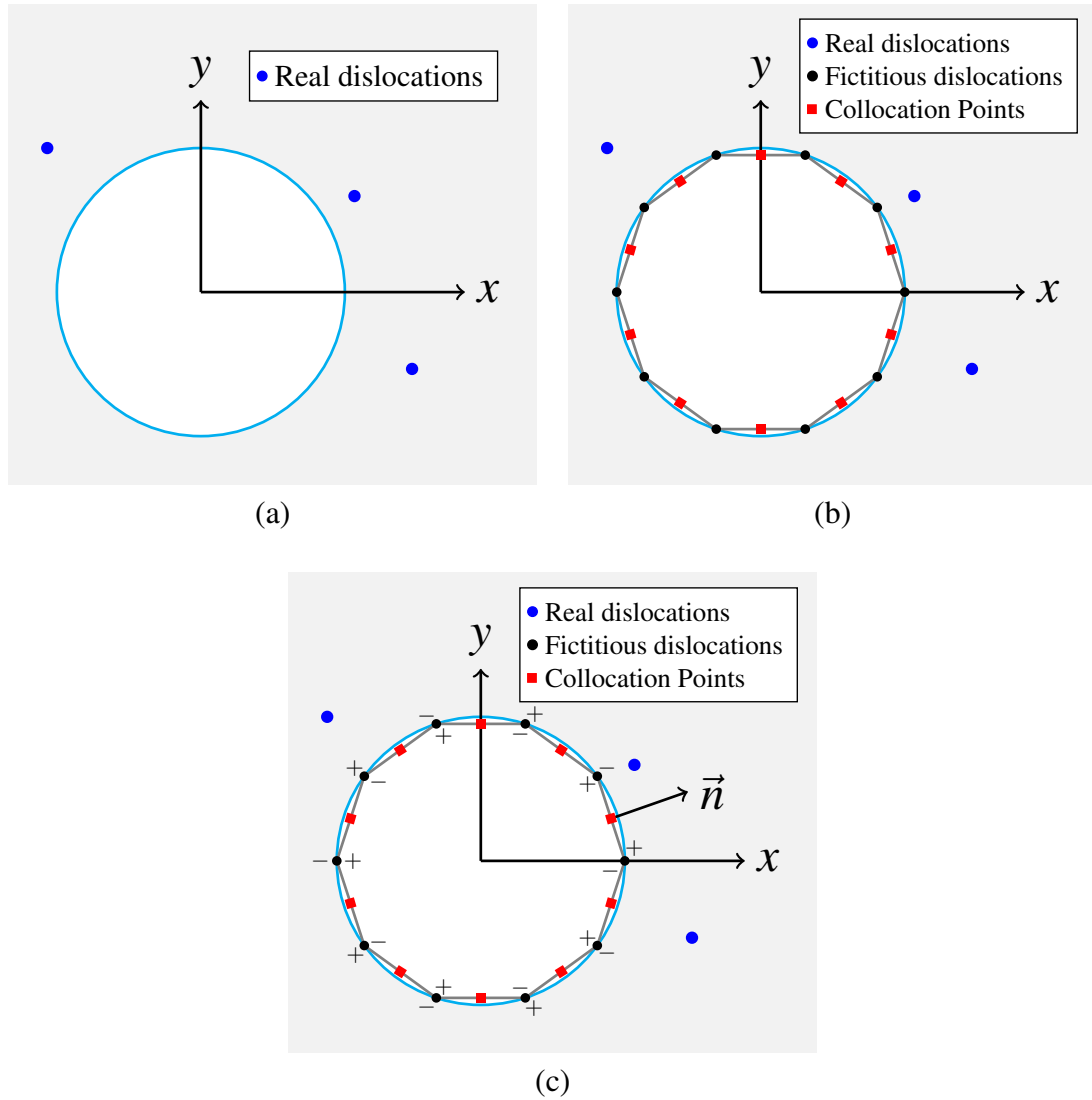 y
Real dislocations
x
(a)
y
Real dislocations
Fictitious dislocations
Collocation Points
x
(b)
y
Real dislocations
Fictitious dislocations
Collocation Points
− + − +
+ − − +
+ − + −
n⃗
− + + −
x
+ − + −
+ − − +
(c)